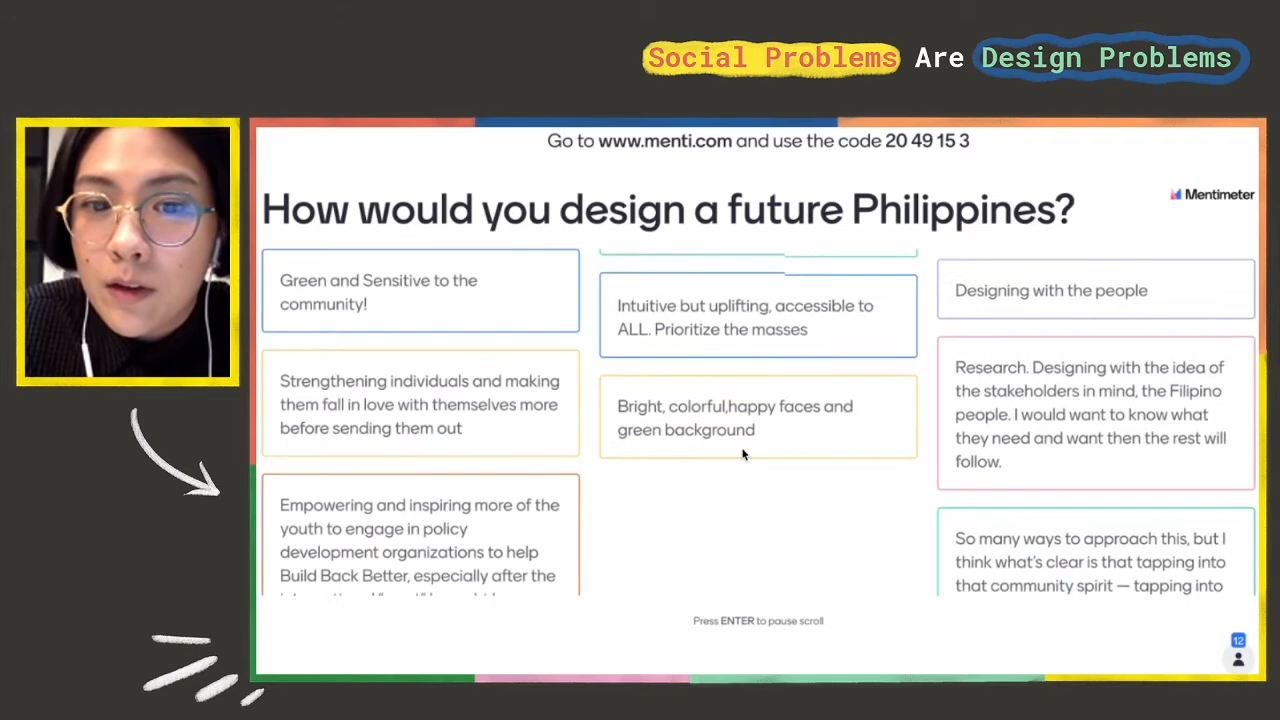 Social Problems Are Design Problems
Go to www.menti.com and use the code 20 49 15 3
Mentimeter
How would you design a future Philippines?
Green and Sensitive to the
community!
Strengthening individuals and making
them fall in love with themselves more
before sending them out
Empowering and inspiring more of the
youth to engage in policy
development organizations to help
Build Back Better, especially after the
Intuitive but uplifting, accessible to
ALL. Prioritize the masses
Bright, colorful,happy faces and
green background
Designing with the people
Research. Designing with the idea of
the stakeholders in mind, the Filipino
people. I would want to know what
they need and want then the rest will
follow.
So many ways to approach this, but I
think what's clear is that tapping into
that community spirit — tapping into
Press ENTER to pause scroll
12